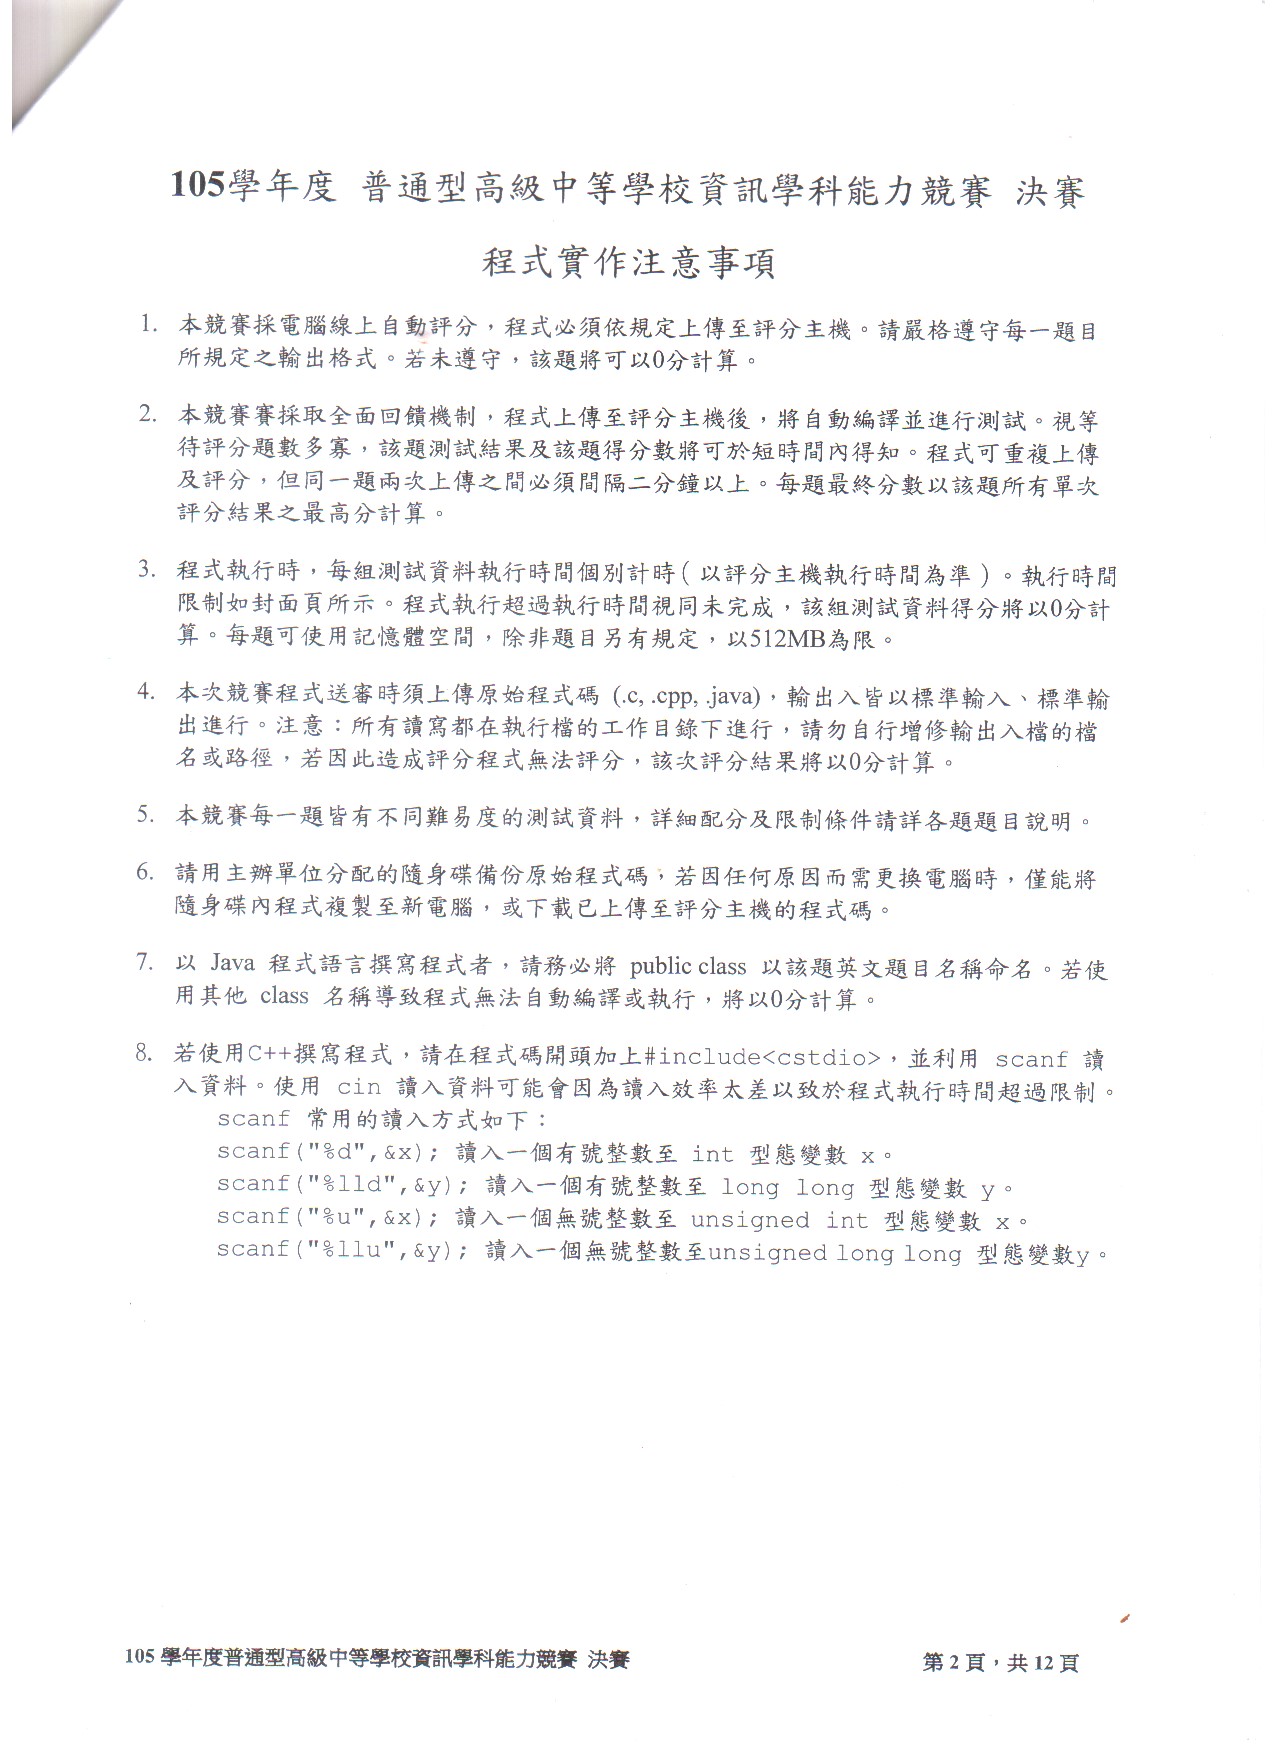 105學年度 普通型高級中等學校資訊學科能力競賽 決賽
程式實作注意事項
1. 本競賽採電腦線上自動評分，程式必須依規定上傳至評分主機。請嚴格遵守每一題目
所規定之輸出格式。若未遵守，該題將可以0分計算。
2. 本競賽賽採取全面回饋機制，程式上傳至評分主機後，將自動編譯並進行測試。視等
待評分題數多寡，該題測試結果及該題得分數將可於短時間內得知。程式可重複上傳
及評分，但同一題兩次上傳之間必須間隔二分鐘以上。每題最終分數以該題所有單次
評分結果之最高分計算。
3. 程式執行時，每組測試資料執行時間個別計時(以評分主機執行時間為準)。執行時間
限制如封面頁所示。程式執行超過執行時間視同未完成，該組測試資料得分將以0分計
算。每題可使用記憶體空間，除非題目另有規定，以512MB為限。
4. 本次競賽程式送審時須上傳原始程式碼 (.c, .cpp, .java)，輸出入皆以標準輸入、標準輸
出進行。注意：所有讀寫都在執行檔的工作目錄下進行，請勿自行增修輸出入檔的檔
名或路徑，若因此造成評分程式無法評分，該次評分結果將以0分計算。
5. 本競賽每一題皆有不同難易度的測試資料，詳細配分及限制條件請詳各題題目說明。
6. 請用主辦單位分配的隨身碟備份原始程式碼，若因任何原因而需更換電腦時，僅能將
隨身碟內程式複製至新電腦，或下載已上傳至評分主機的程式碼。
7. 以 Java 程式語言撰寫程式者，請務必將 public class 以該題英文題目名稱命名。若使
用其他 class 名稱導致程式無法自動編譯或執行，將以0分計算。
8. 若使用C++撰寫程式，請在程式碼開頭加上#include<cstdio>，並利用 scanf 讀
入資料。使用 cin 讀入資料可能會因為讀入效率太差以致於程式執行時間超過限制。
scanf 常用的讀入方式如下：
scanf("%d",&x); 讀入一個有號整數至 int 型態變數 x。
scanf("%lld",&y); 讀入一個有號整數至 long long 型態變數 y。
scanf("%u",&x); 讀入一個無號整數至 unsigned int 型態變數 x。
scanf("%llu",&y); 讀入一個無號整數至unsigned long long 型態變數y。
105 學年度普通型高級中等學校資訊學科能力競賽 決賽
第 2 頁，共 12 頁